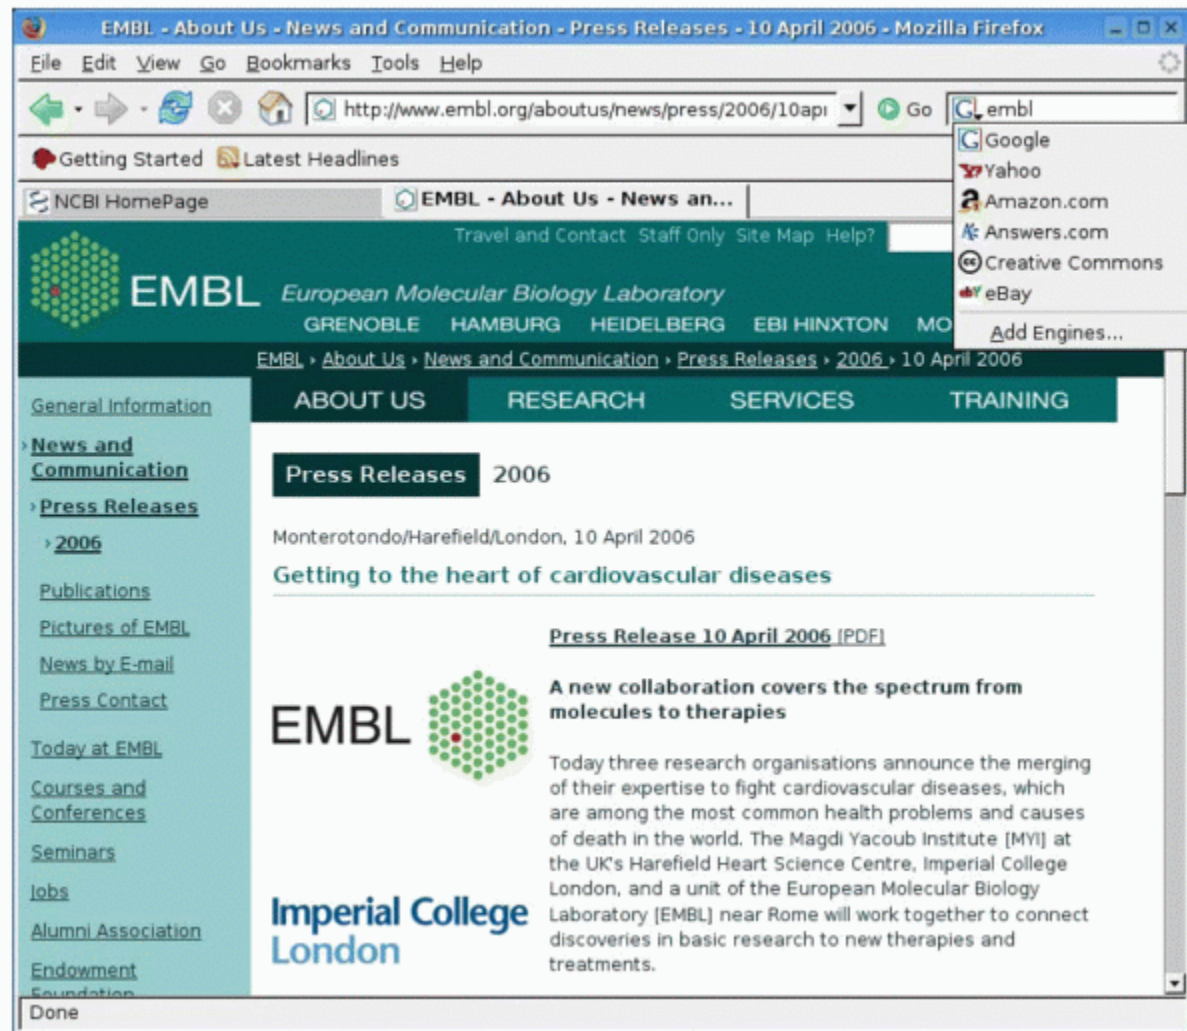 EMBL - About Us - News and Communication - Press Releases - 10 April 2006 - Mozilla Firefox
File Edit View Go Bookmarks Tools Help
http://www.embl.org/aboutus/news/press/2006/10apr Go embl
Getting Started Latest Headlines
Google
Yahoo
Amazon.com
Answers.com
Creative Commons
eBay
Add Engines...
NCBI HomePage EMBL - About Us - News an...
Travel and Contact Staff Only Site Map Help?
EMBL European Molecular Biology Laboratory
GRENOBLE HAMBURG HEIDELBERG EBI HINXTON MO
EMBL › About Us › News and Communication › Press Releases › 2006 › 10 April 2006
ABOUT US RESEARCH SERVICES TRAINING
General Information
› News and
Communication
› Press Releases
› 2006
Publications
Pictures of EMBL
News by E-mail
Press Contact
Today at EMBL
Courses and
Conferences
Seminars
Jobs
Alumni Association
Endowment
Foundation
Press Releases 2006
Monterotondo/Harefield/London, 10 April 2006
Getting to the heart of cardiovascular diseases
EMBL
Imperial College
London
Press Release 10 April 2006 [PDF]
A new collaboration covers the spectrum from
molecules to therapies
Today three research organisations announce the merging
of their expertise to fight cardiovascular diseases, which
are among the most common health problems and causes
of death in the world. The Magdi Yacoub Institute [MYI] at
the UK's Harefield Heart Science Centre, Imperial College
London, and a unit of the European Molecular Biology
Laboratory [EMBL] near Rome will work together to connect
discoveries in basic research to new therapies and
treatments.
Done